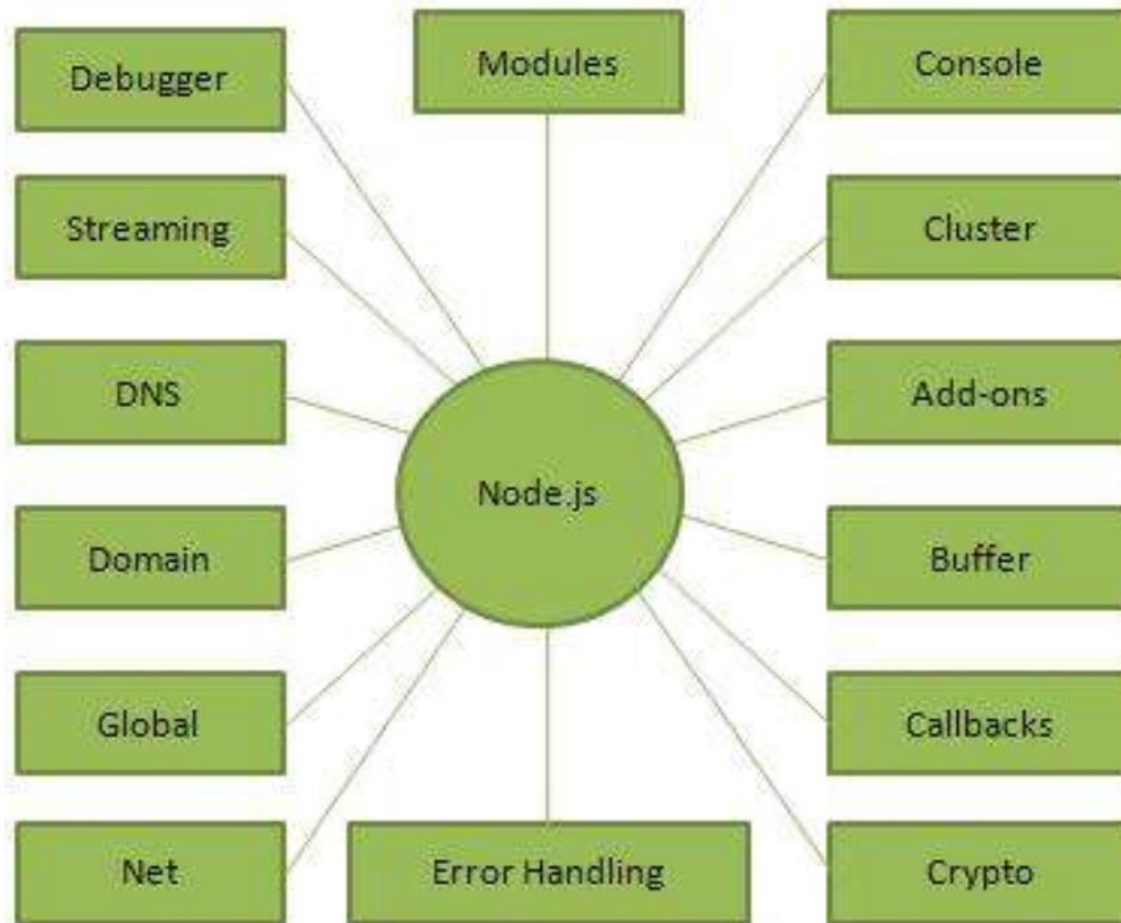 Debugger
Modules
Console
Streaming
Cluster
DNS
Add-ons
Node.js
Domain
Buffer
Global
Callbacks
Net
Error Handling
Crypto